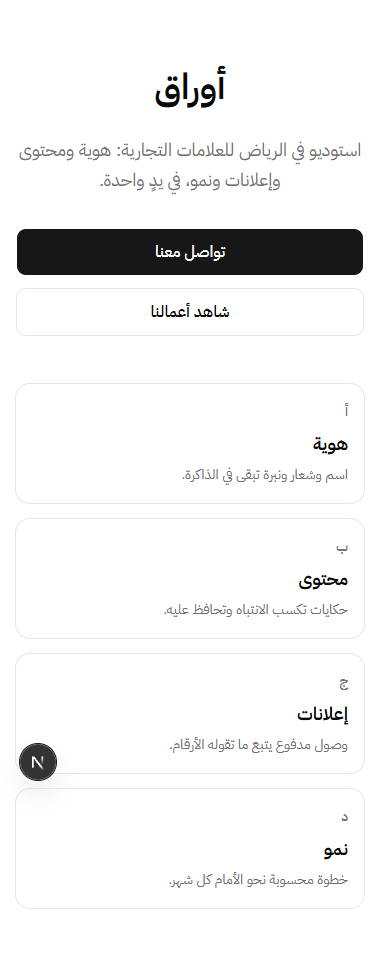 أوراق
استوديو في الرياض للعلامات التجارية: هوية ومحتوى
وإعلانات ونمو، في يدٍ واحدة.
تواصل معنا
شاهد أعمالنا
أ
هوية
اسم وشعار ونبرة تبقى في الذاكرة.
ب
محتوى
حكايات تكسب الانتباه وتحافظ عليه.
ج
إعلانات
وصول مدفوع يتبع ما تقوله الأرقام.
N
د
نمو
خطوة محسوبة نحو الأمام كل شهر.